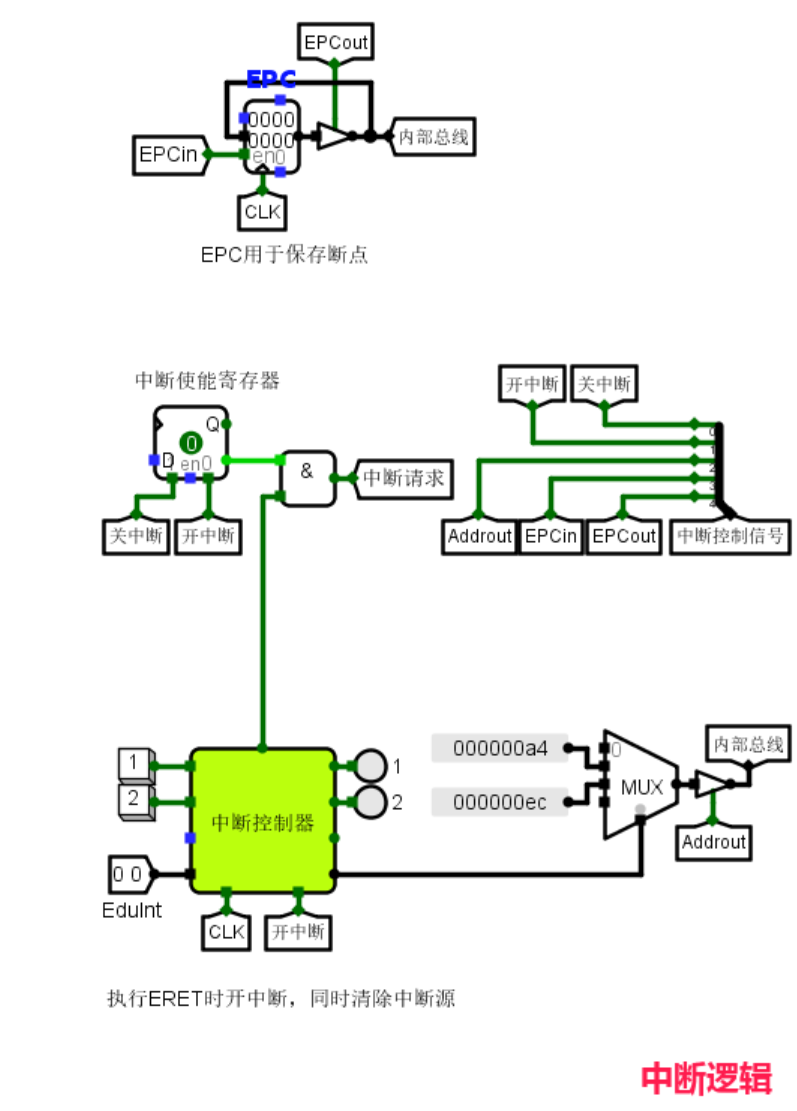 EPCout
EPC
0000
0000
en0
EPCin
内部总线
CLK
EPC用于保存断点
中断使能寄存器
Q
0
D
1 en0
&
中断请求
关中断
开中断
开中断
关中断
0
1
2
3
4
Addrout
EPCin
EPCout
中断控制信号
1
2
中断控制器
1
2
0 0
EduInt
CLK
开中断
000000a4
000000ec
0
MUX
0
内部总线
Addrout
执行ERET时开中断，同时清除中断源
中断逻辑